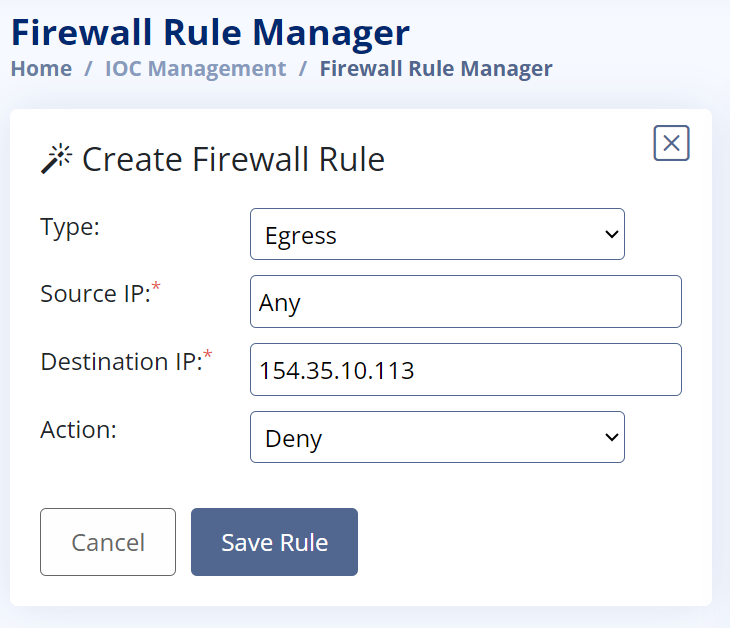 Firewall Rule Manager
Home / IOC Management / Firewall Rule Manager
Create Firewall Rule
Type:
Egress
Source IP:*
Any
Destination IP:*
154.35.10.113
Action:
Deny
Cancel
Save Rule